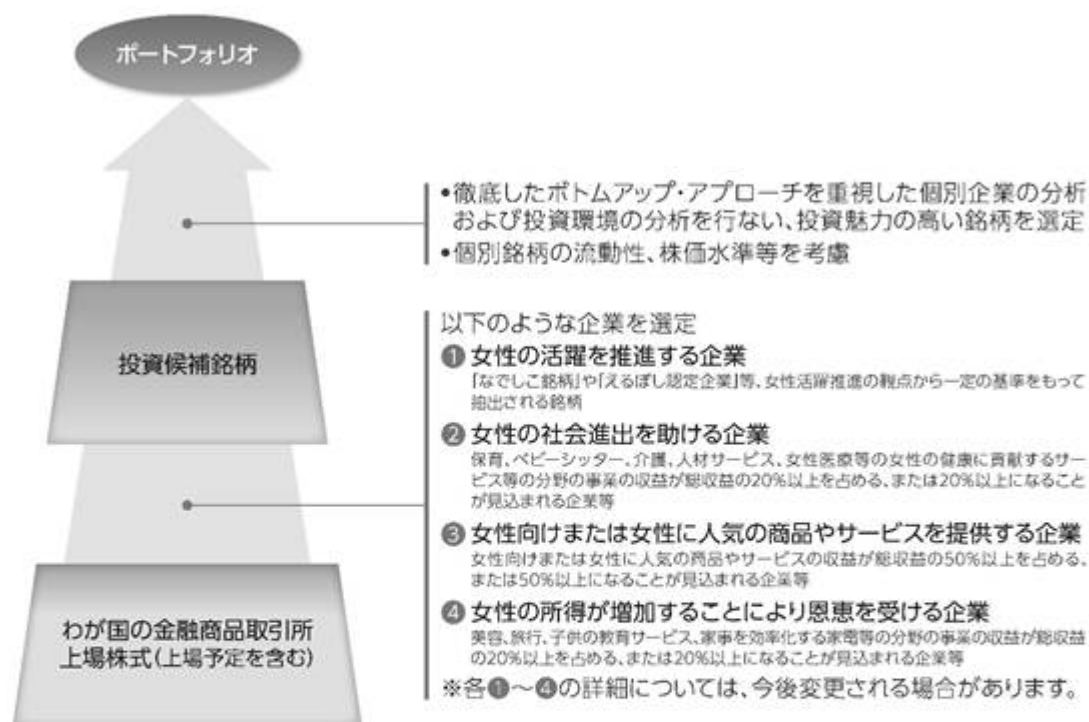 ポートフォリオ
•徹底したボトムアップ・アプローチを重視した個別企業の分析
および投資環境の分析を行ない、投資魅力の高い銘柄を選定
•個別銘柄の流動性、株価水準等を考慮
投資候補銘柄
以下のような企業を選定
❶ 女性の活躍を推進する企業
「なでしこ銘柄」や「えるぼし認定企業」等、女性活躍推進の観点から一定の基準をもって
抽出される銘柄
❷ 女性の社会進出を助ける企業
保育、ベビーシッター、介護、人材サービス、女性医療等の女性の健康に貢献するサー
ビス等の分野の事業の収益が総収益の20%以上を占める、または20%以上になること
が見込まれる企業等
❸ 女性向けまたは女性に人気の商品やサービスを提供する企業
女性向けまたは女性に人気の商品やサービスの収益が総収益の50%以上を占める、
または50%以上になることが見込まれる企業等
❹ 女性の所得が増加することにより恩恵を受ける企業
美容、旅行、子供の教育サービス、家事を効率化する家電等の分野の事業の収益が総収益
の20%以上を占める、または20%以上になることが見込まれる企業等
※各❶～❹の詳細については、今後変更される場合があります。
わが国の金融商品取引所
上場株式(上場予定を含む)